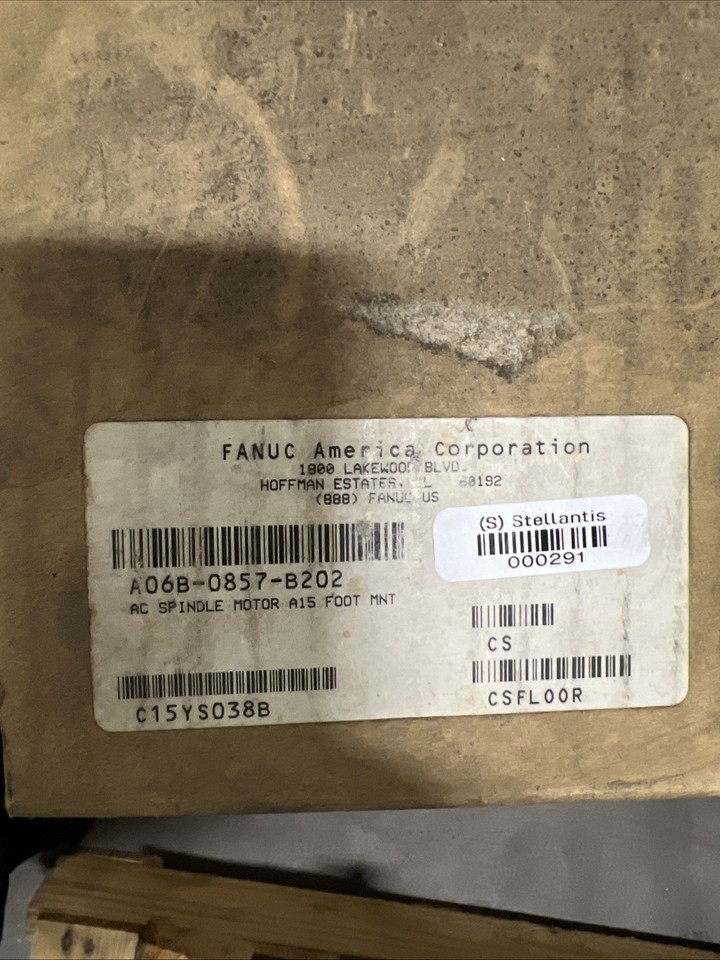 FANUC America Corporation
1800 LAKEWOOD BLVD.
HOFFMAN ESTATES, L 60192
(888) FANUC US
(S) Stellantis
000291
A06B-0857-B202
AC SPINDLE MOTOR A15 FOOT MNT
CS
CSFLOOR
C15YS038B